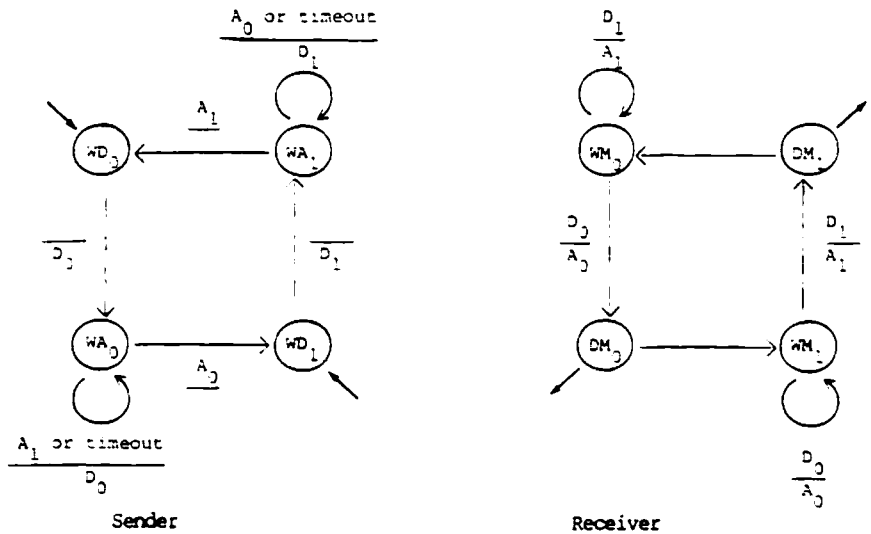 A0 or timeout
D1
D1
A1
A1
WD0
WA1
WM0
DM1
D0
D1
D0
A0
D1
A1
WA0
WD1
DM0
WM1
A0
A1 or timeout
D0
D0
A0
Sender
Receiver